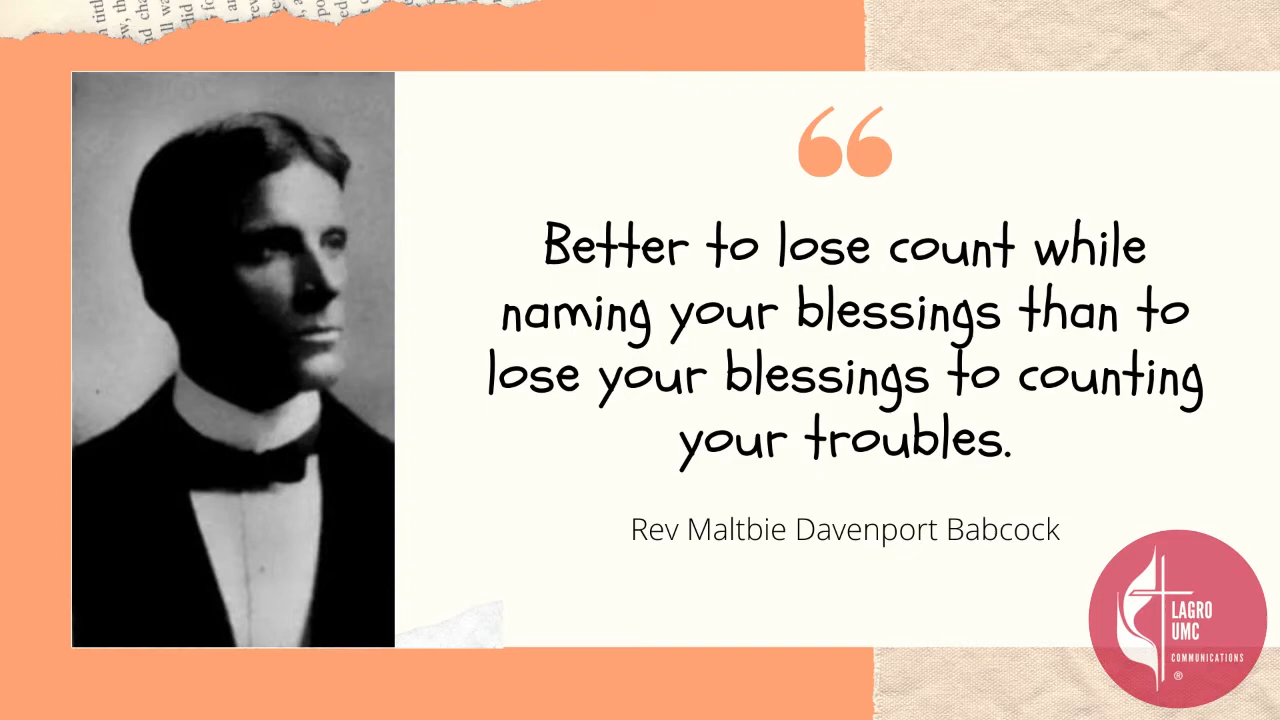 “
Better to lose count while
naming your blessings than to
lose your blessings to counting
your troubles.
Rev Maltbie Davenport Babcock
LAGRO
UMC
COMMUNICATIONS
®